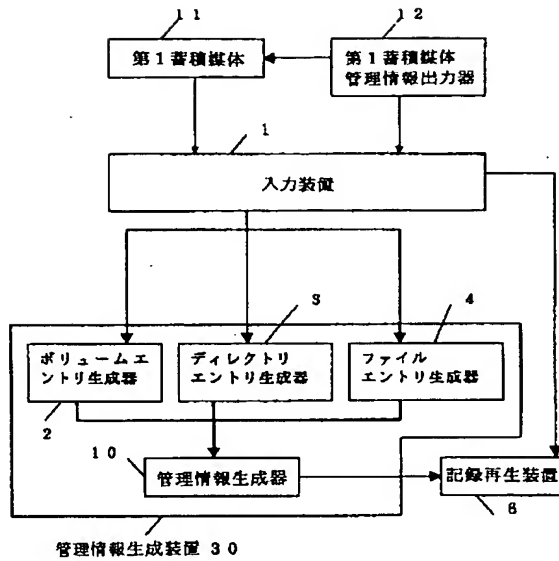 11
12
第1蓄積媒体
第1蓄積媒体
管理情報出力器
1
入力装置
3
4
ボリュームエ
ントリ生成器
ディレクトリ
エントリ生成器
ファイル
エントリ生成器
2
10
管理情報生成器
記録再生装置
6
管理情報生成装置30